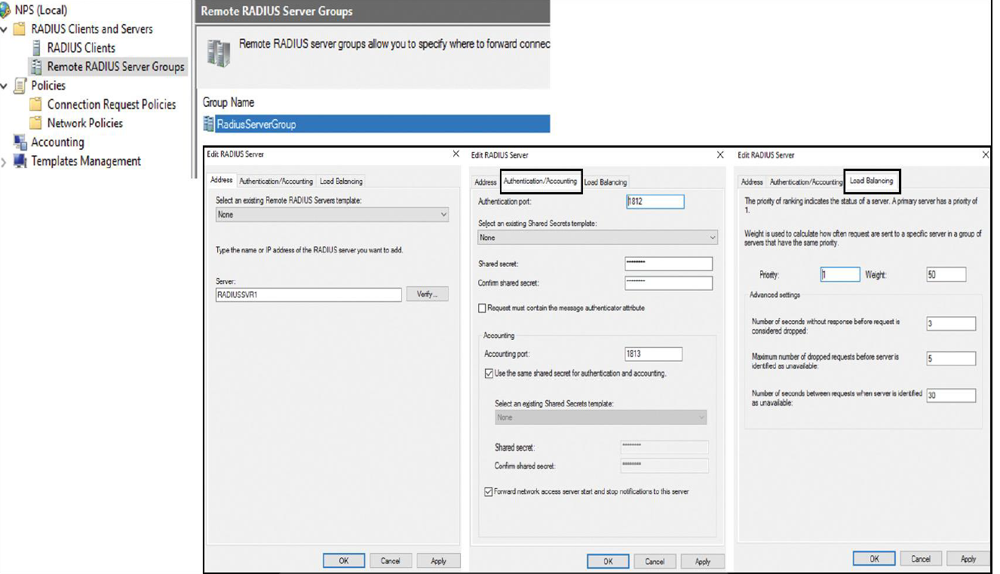 NPS (Local)
RADIUS Clients and Servers
RADIUS Clients
Remote RADIUS Server Groups
Policies
Connection Request Policies
Network Policies
Accounting
Templates Management
Remote RADIUS Server Groups
Remote RADIUS server groups allow you to specify where to forward connec
Group Name
RadiusServerGroup
Edit RADIUS Server
Address Authentication/Accounting Load Balancing
Select an existing Remote RADIUS Servers template:
None
Type the name or IP address of the RADIUS server you want to add.
Server:
RADIUSSVR1 Verify...
OK Cancel Apply
Edit RADIUS Server
Address Authentication/Accounting Load Balancing
Authentication port: 1812
Select an existing Shared Secrets template:
None
Shared secret: ********
Confirm shared secret: ********
Request must contain the message authenticator attribute
Accounting
Accounting port: 1813
Use the same shared secret for authentication and accounting.
Select an existing Shared Secrets template:
None
Shared secret: ********
Confirm shared secret: ********
Forward network access server start and stop notifications to this server
OK Cancel Apply
Edit RADIUS Server
Address Authentication/Accounting Load Balancing
The priority of ranking indicates the status of a server. A primary server has a priority of
1.
Weight is used to calculate how often request are sent to a specific server in a group of
servers that have the same priority.
Priority: 1 Weight: 50
Advanced settings
Number of seconds without response before request is
considered dropped: 3
Maximum number of dropped requests before server is
identified as unavailable: 5
Number of seconds between requests when server is identified
as unavailable: 30
OK Cancel Apply